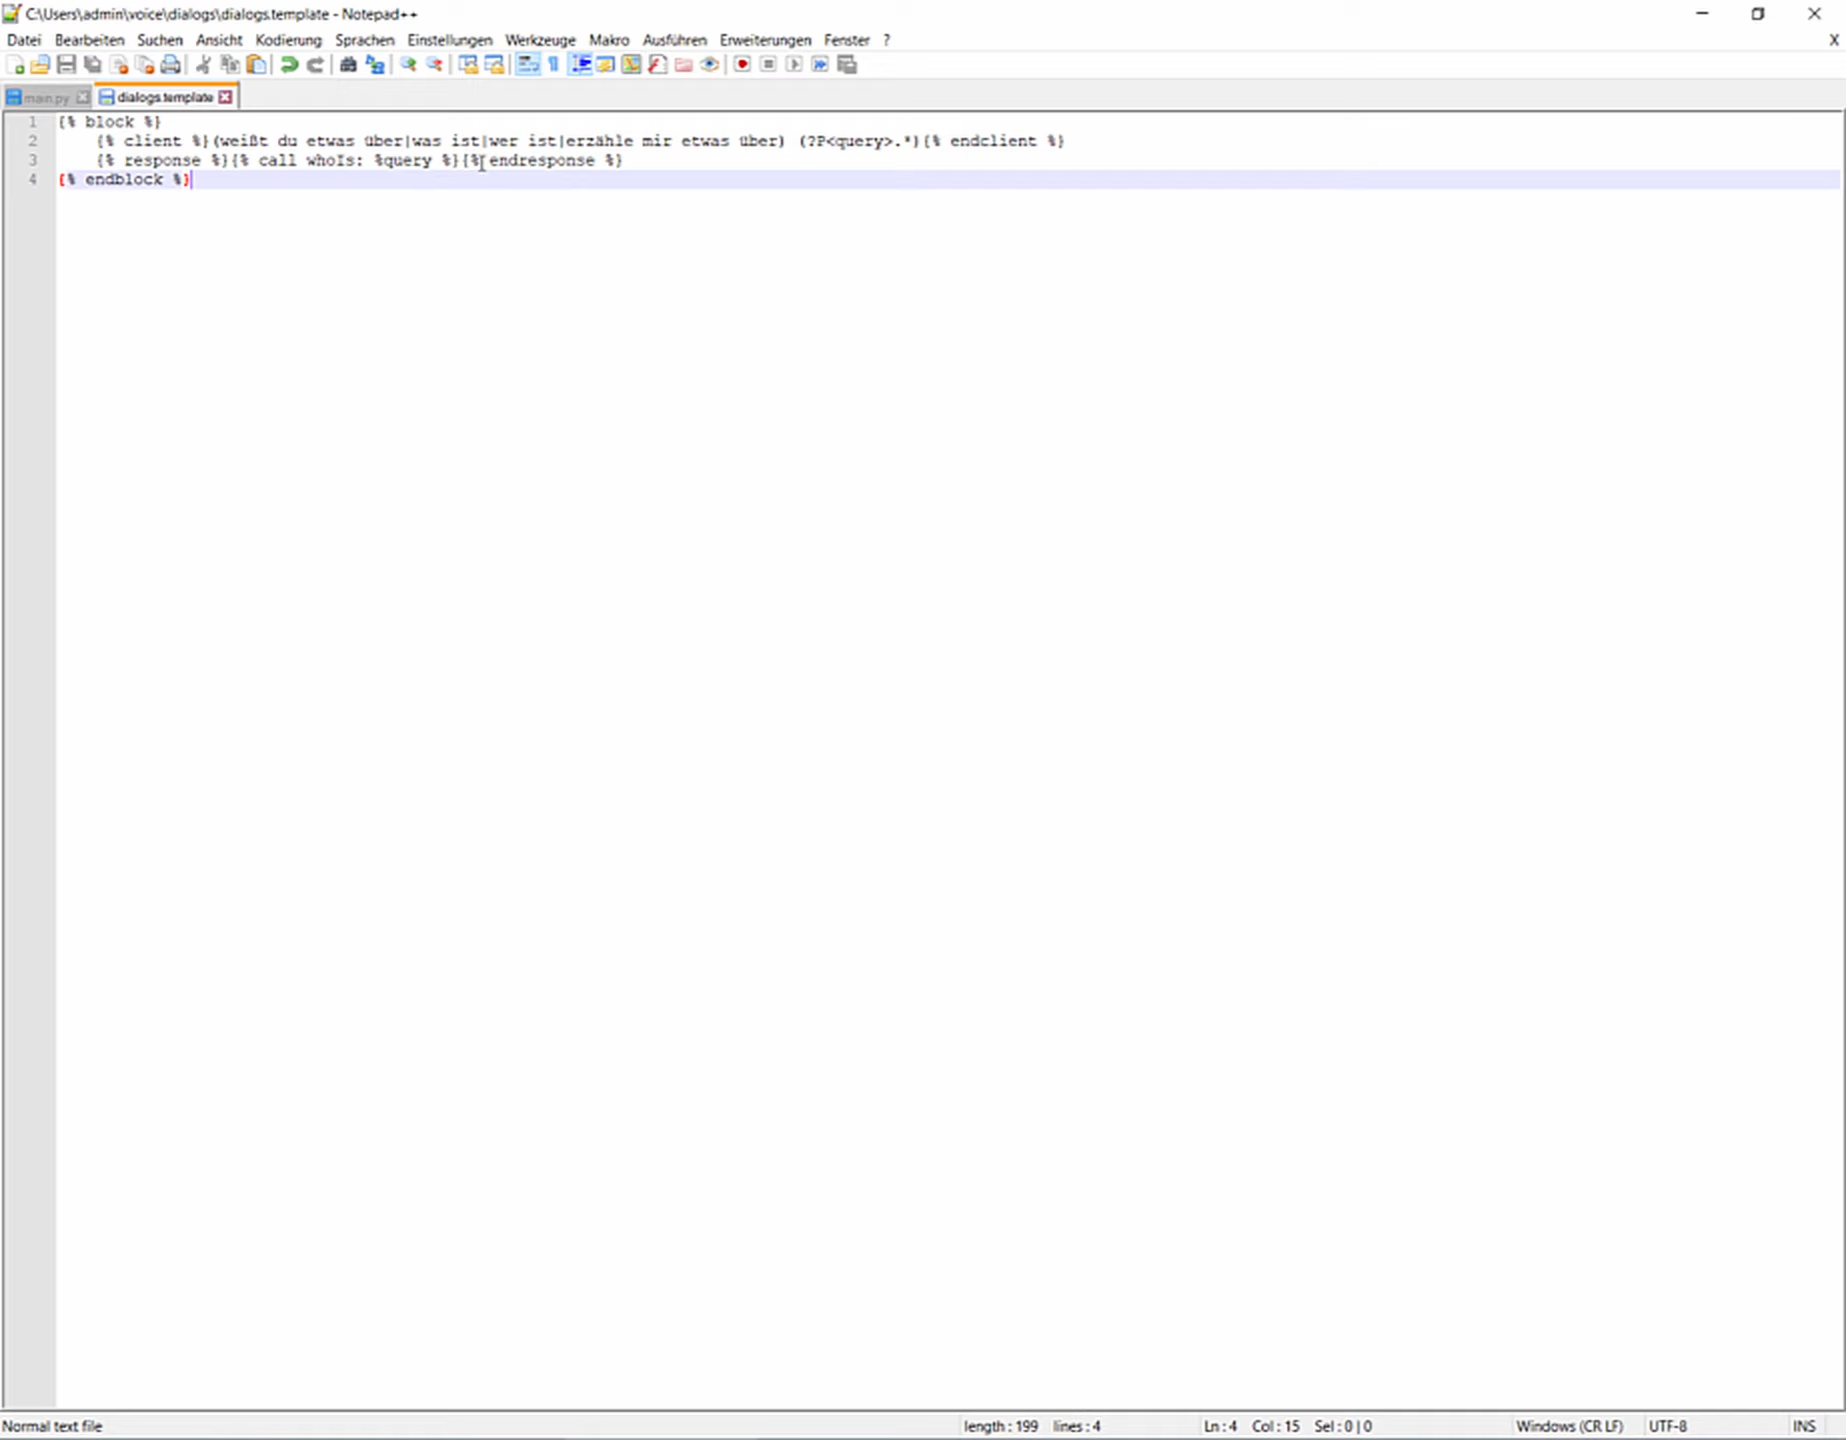 C:\Users\admin\voice\dialogs\dialogs.template - Notepad++
Datei Bearbeiten Suchen Ansicht Kodierung Sprachen Einstellungen Werkzeuge Makro Ausführen Erweiterungen Fenster ? X
main.py dialogs.template
1 {% block %}
2 {% client %}(weißt du etwas über|was ist|wer ist|erzähle mir etwas über) (?P<query>.*){% endclient %}
3 {% response %}{% call whoIs: %query %}{% endresponse %}
4 {% endblock %}
Normal text file length : 199 lines : 4 Ln : 4 Col : 15 Sel : 0 | 0 Windows (CR LF) UTF-8 INS